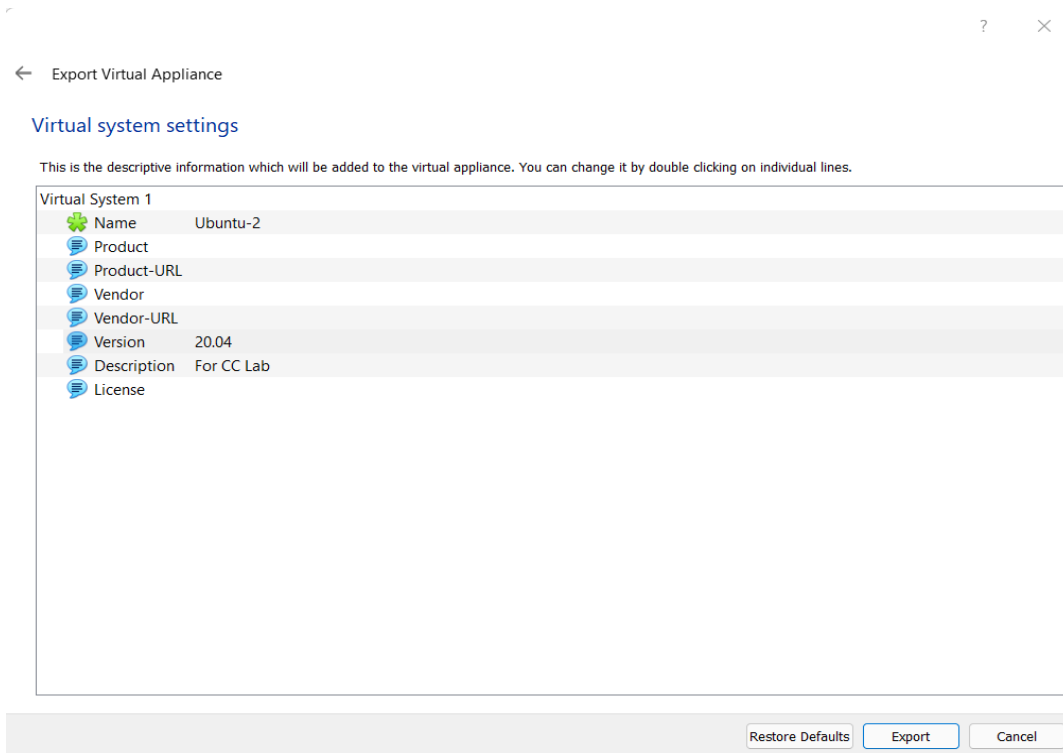 ?
Export Virtual Appliance
Virtual system settings
This is the descriptive information which will be added to the virtual appliance. You can change it by double clicking on individual lines.
Virtual System 1
Name Ubuntu-2
Product
Product-URL
Vendor
Vendor-URL
Version 20.04
Description For CC Lab
License
Restore Defaults Export Cancel